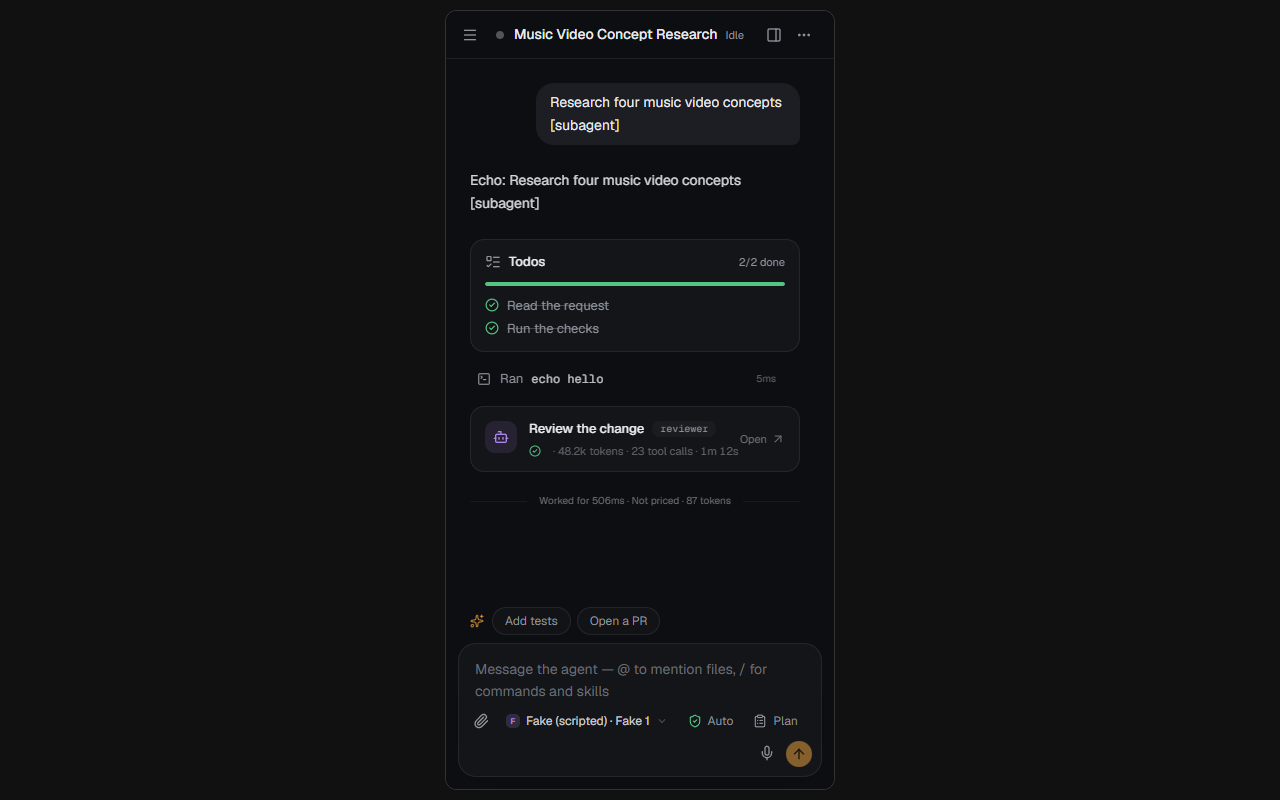 Music Video Concept Research Idle
Research four music video concepts
[subagent]
Echo: Research four music video concepts
[subagent]
Todos 2/2 done
Read the request
Run the checks
Ran echo hello 5ms
Review the change reviewer
· 48.2k tokens · 23 tool calls · 1m 12s
Open
Worked for 506ms · Not priced · 87 tokens
Add tests Open a PR
Message the agent — @ to mention files, / for
commands and skills
F Fake (scripted) · Fake 1 Auto Plan